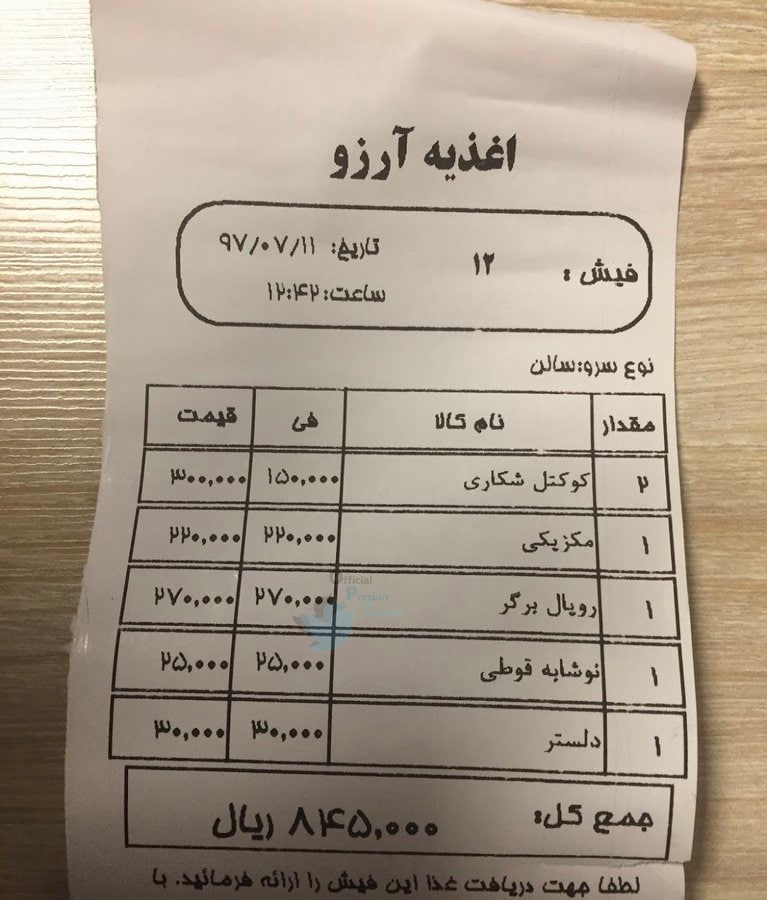 اغذیه آرزو
فیش : ۱۲
تاریخ: ۹۷/۰۷/۱۱
ساعت: ۱۲:۴۲
نوع سرو:سالن
مقدار نام کالا فی قیمت
۲ کوکتل شکاری ۱۵۰,۰۰۰ ۳۰۰,۰۰۰
۱ مکزیکی ۲۲۰,۰۰۰ ۲۲۰,۰۰۰
۱ رویال برگر ۲۷۰,۰۰۰ ۲۷۰,۰۰۰
Official
Persian
۱ نوشابه قوطی ۲۵,۰۰۰ ۲۵,۰۰۰
۱ دلستر ۳۰,۰۰۰ ۳۰,۰۰۰
جمع کل: ۸۴۵,۰۰۰ ریال
لطفا جهت دریافت غذا این فیش را ارائه فرمائید. با